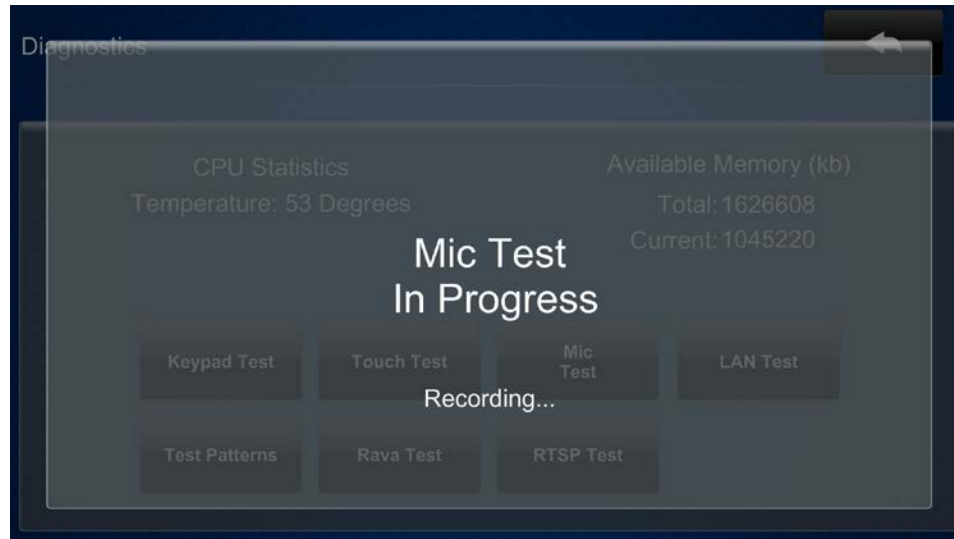 Diagnostics
CPU Statistics
Temperature: 53 Degrees
Available Memory (kb)
Total: 1626608
Current: 1045220
Mic Test
In Progress
Keypad Test
Touch Test
Mic
Test
LAN Test
Recording...
Test Patterns
Rava Test
RTSP Test